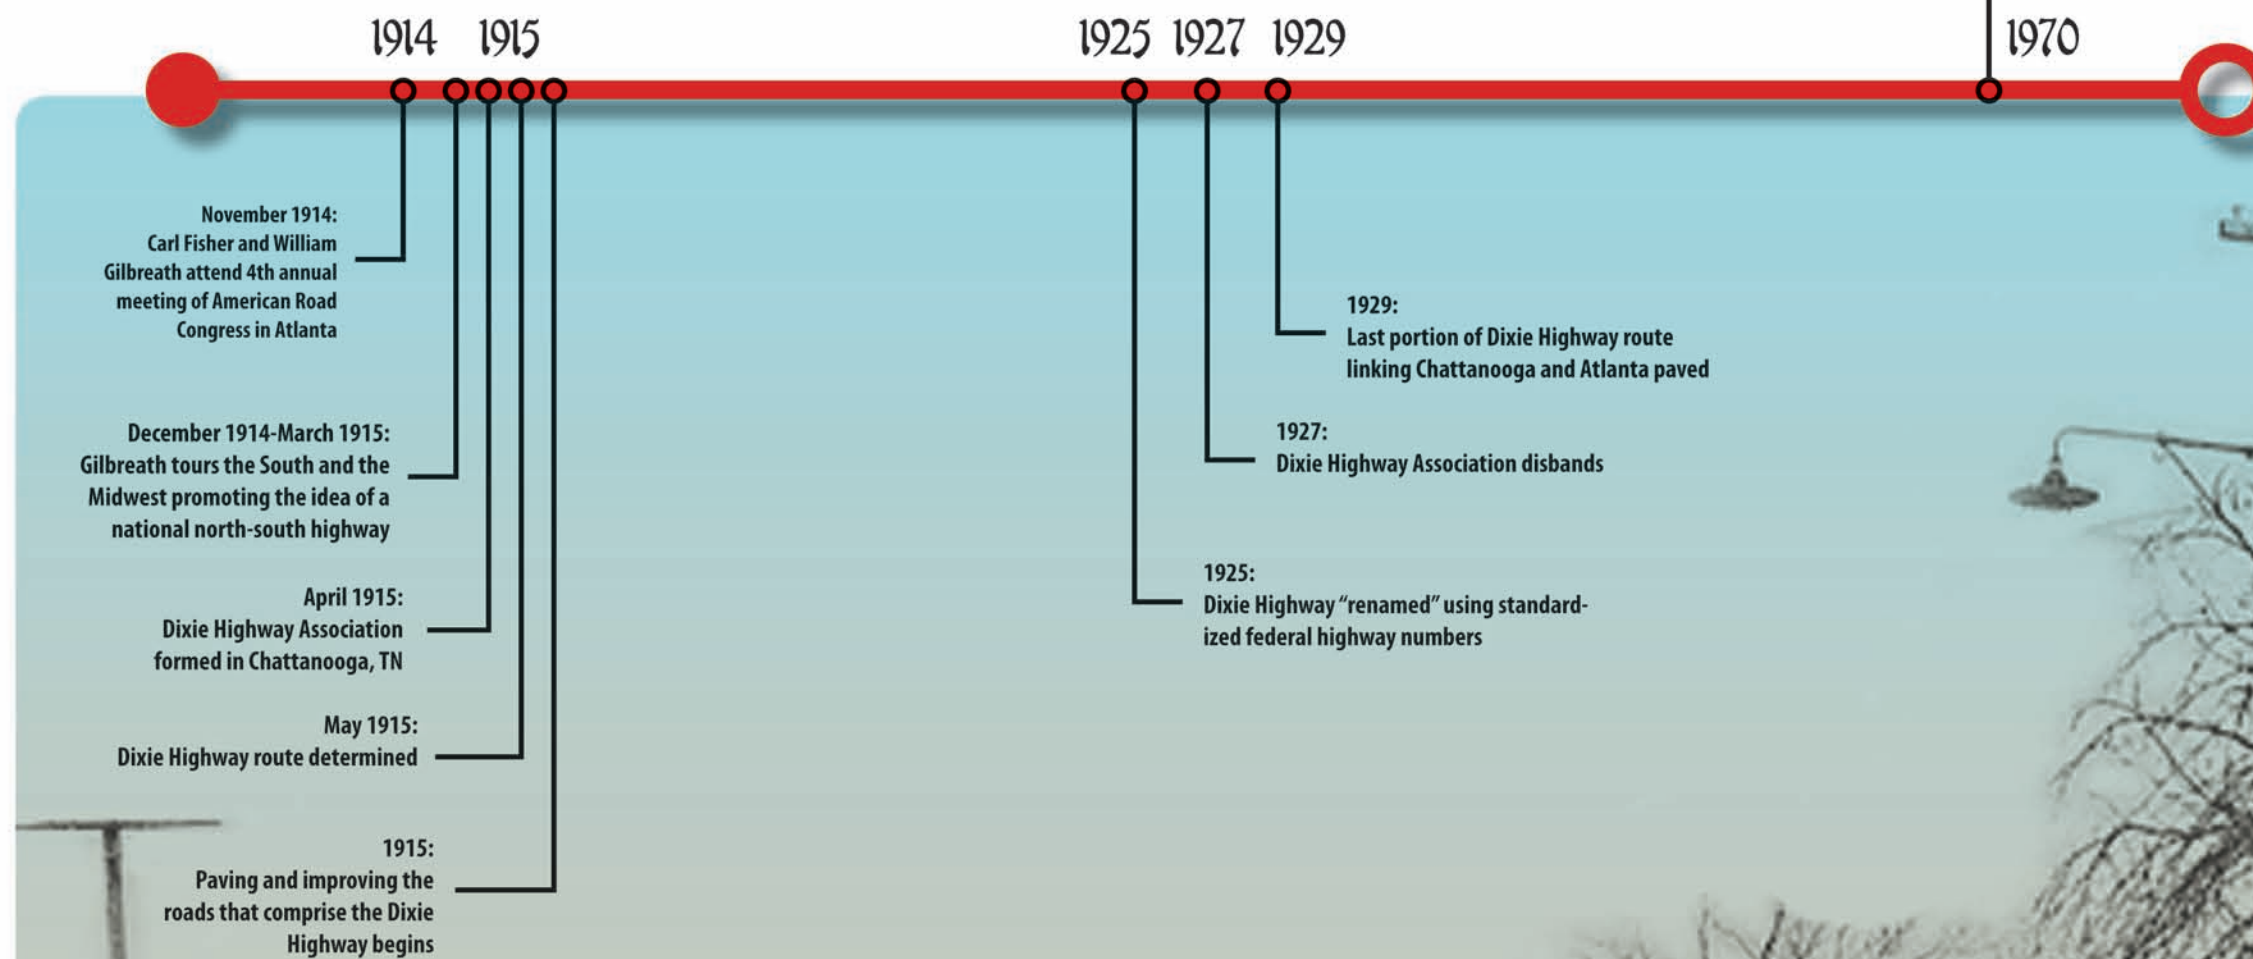 1914
1915
1925
1927
1929
1970
November 1914:
Carl Fisher and William
Gilbreath attend 4th annual
meeting of American Road
Congress in Atlanta
December 1914-March 1915:
Gilbreath tours the South and the
Midwest promoting the idea of a
national north-south highway
April 1915:
Dixie Highway Association
formed in Chattanooga, TN
May 1915:
Dixie Highway route determined
1915:
Paving and improving the
roads that comprise the Dixie
Highway begins
1929:
Last portion of Dixie Highway route
linking Chattanooga and Atlanta paved
1927:
Dixie Highway Association disbands
1925:
Dixie Highway “renamed” using standard-
ized federal highway numbers